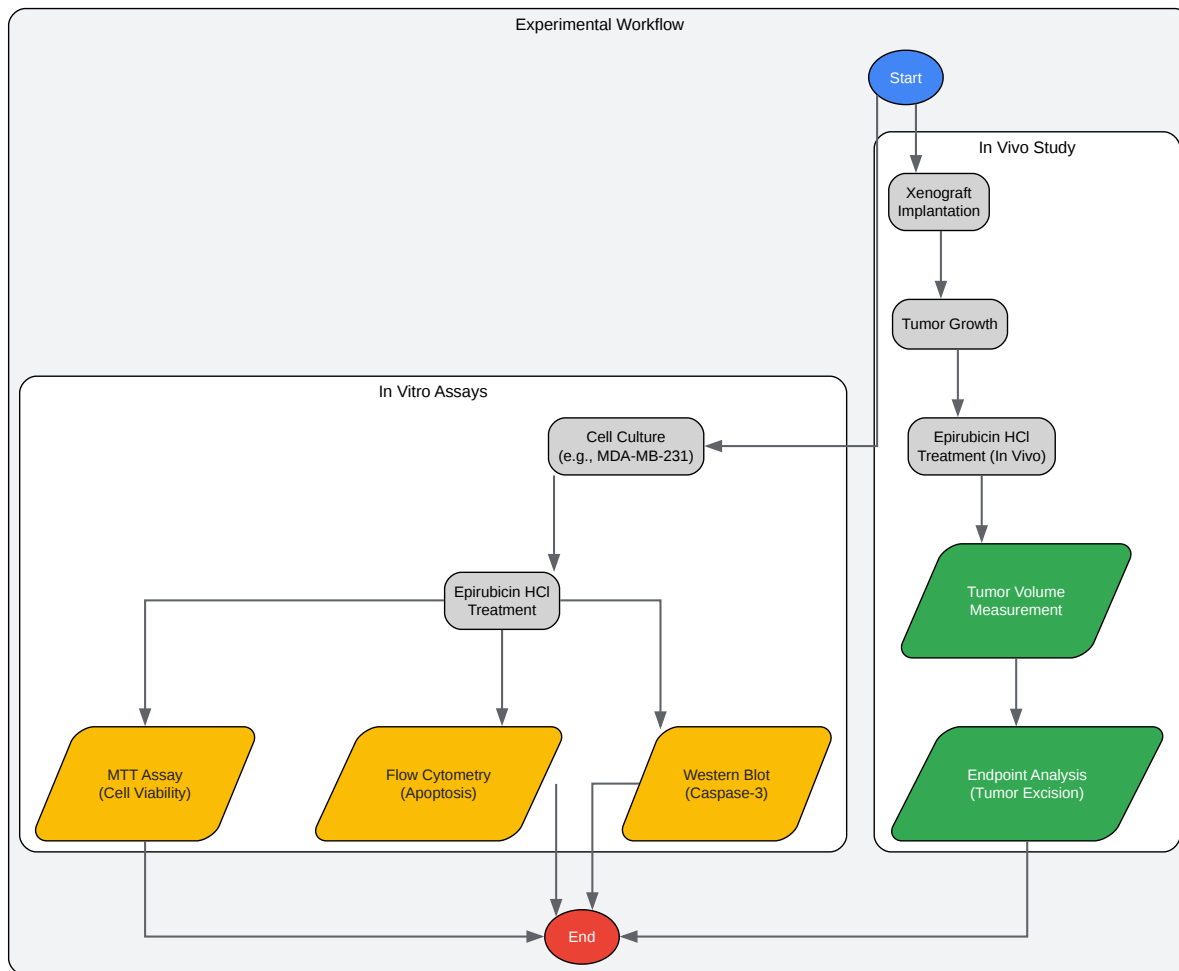 Experimental Workflow
Start
In Vivo Study
Xenograft
Implantation
Tumor Growth
Epirubicin HCl
Treatment (In Vivo)
Tumor Volume
Measurement
Endpoint Analysis
(Tumor Excision)
In Vitro Assays
Cell Culture
(e.g., MDA-MB-231)
Epirubicin HCl
Treatment
MTT Assay
(Cell Viability)
Flow Cytometry
(Apoptosis)
Western Blot
(Caspase-3)
End